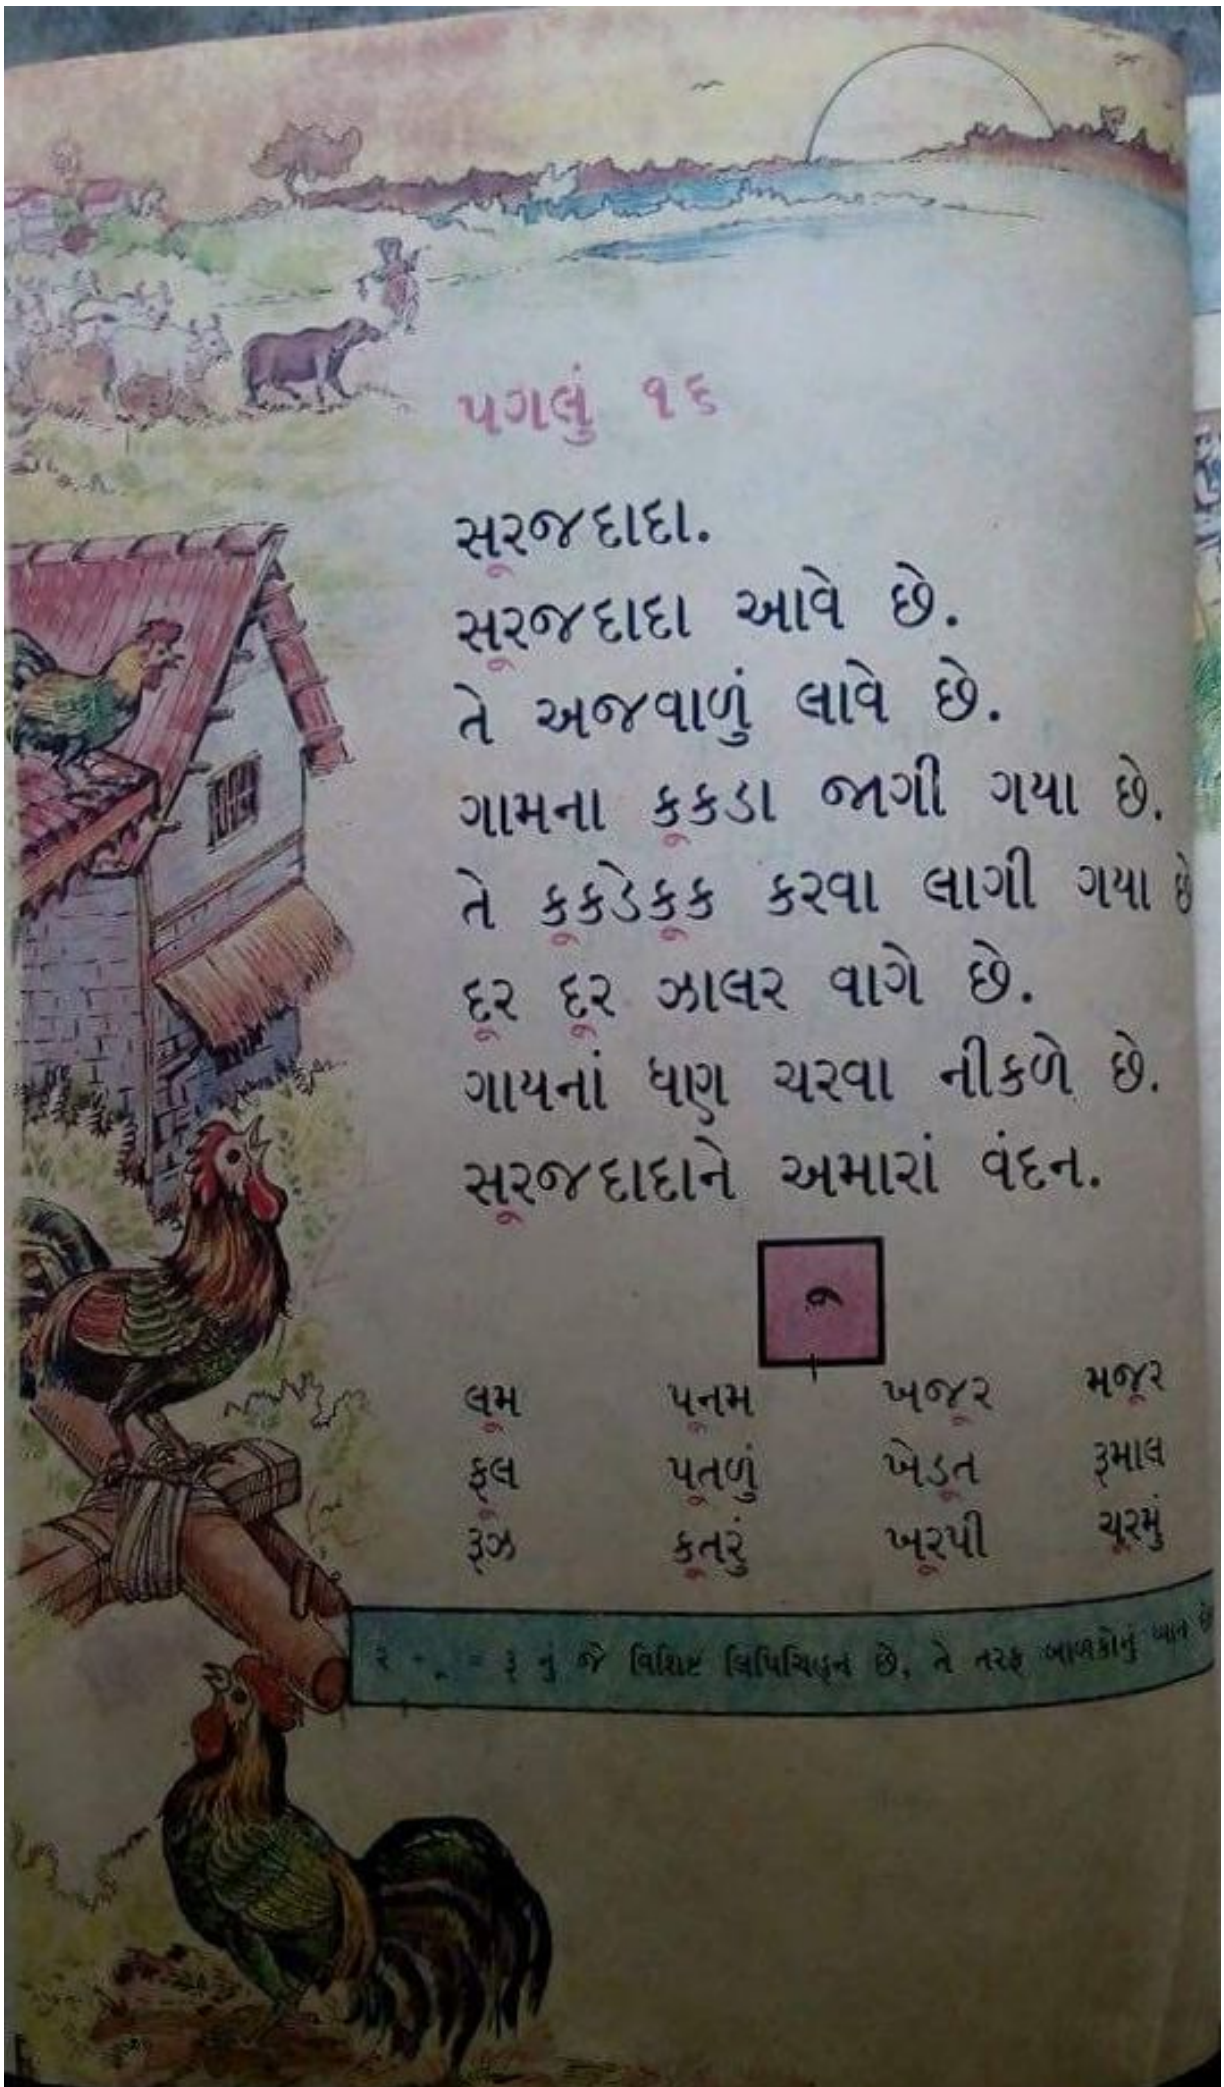 પગલું ૧૬
સૂરજદાદા.
સૂરજદાદા આવે છે.
તે અજવાળું લાવે છે.
ગામના કૂકડા જાગી ગયા છે.
તે કૂકડેકૂક કરવા લાગી ગયા છે
દૂર દૂર ઝાલર વાગે છે.
ગાયનાં ધણ ચરવા નીકળે છે.
સૂરજદાદાને અમારાં વંદન.
ૂ
લૂમ પૂનમ ખજૂર મજૂર
ફૂલ પૂતળું ખેડૂત રૂમાલ
રૂઝ કૂતરું ખૂરપી ચૂરમું
ર + ૂ = રૂ નું જે વિશિષ્ટ લિપિચિહ્ન છે, તે તરફ બાળકોનું ધ્યાન